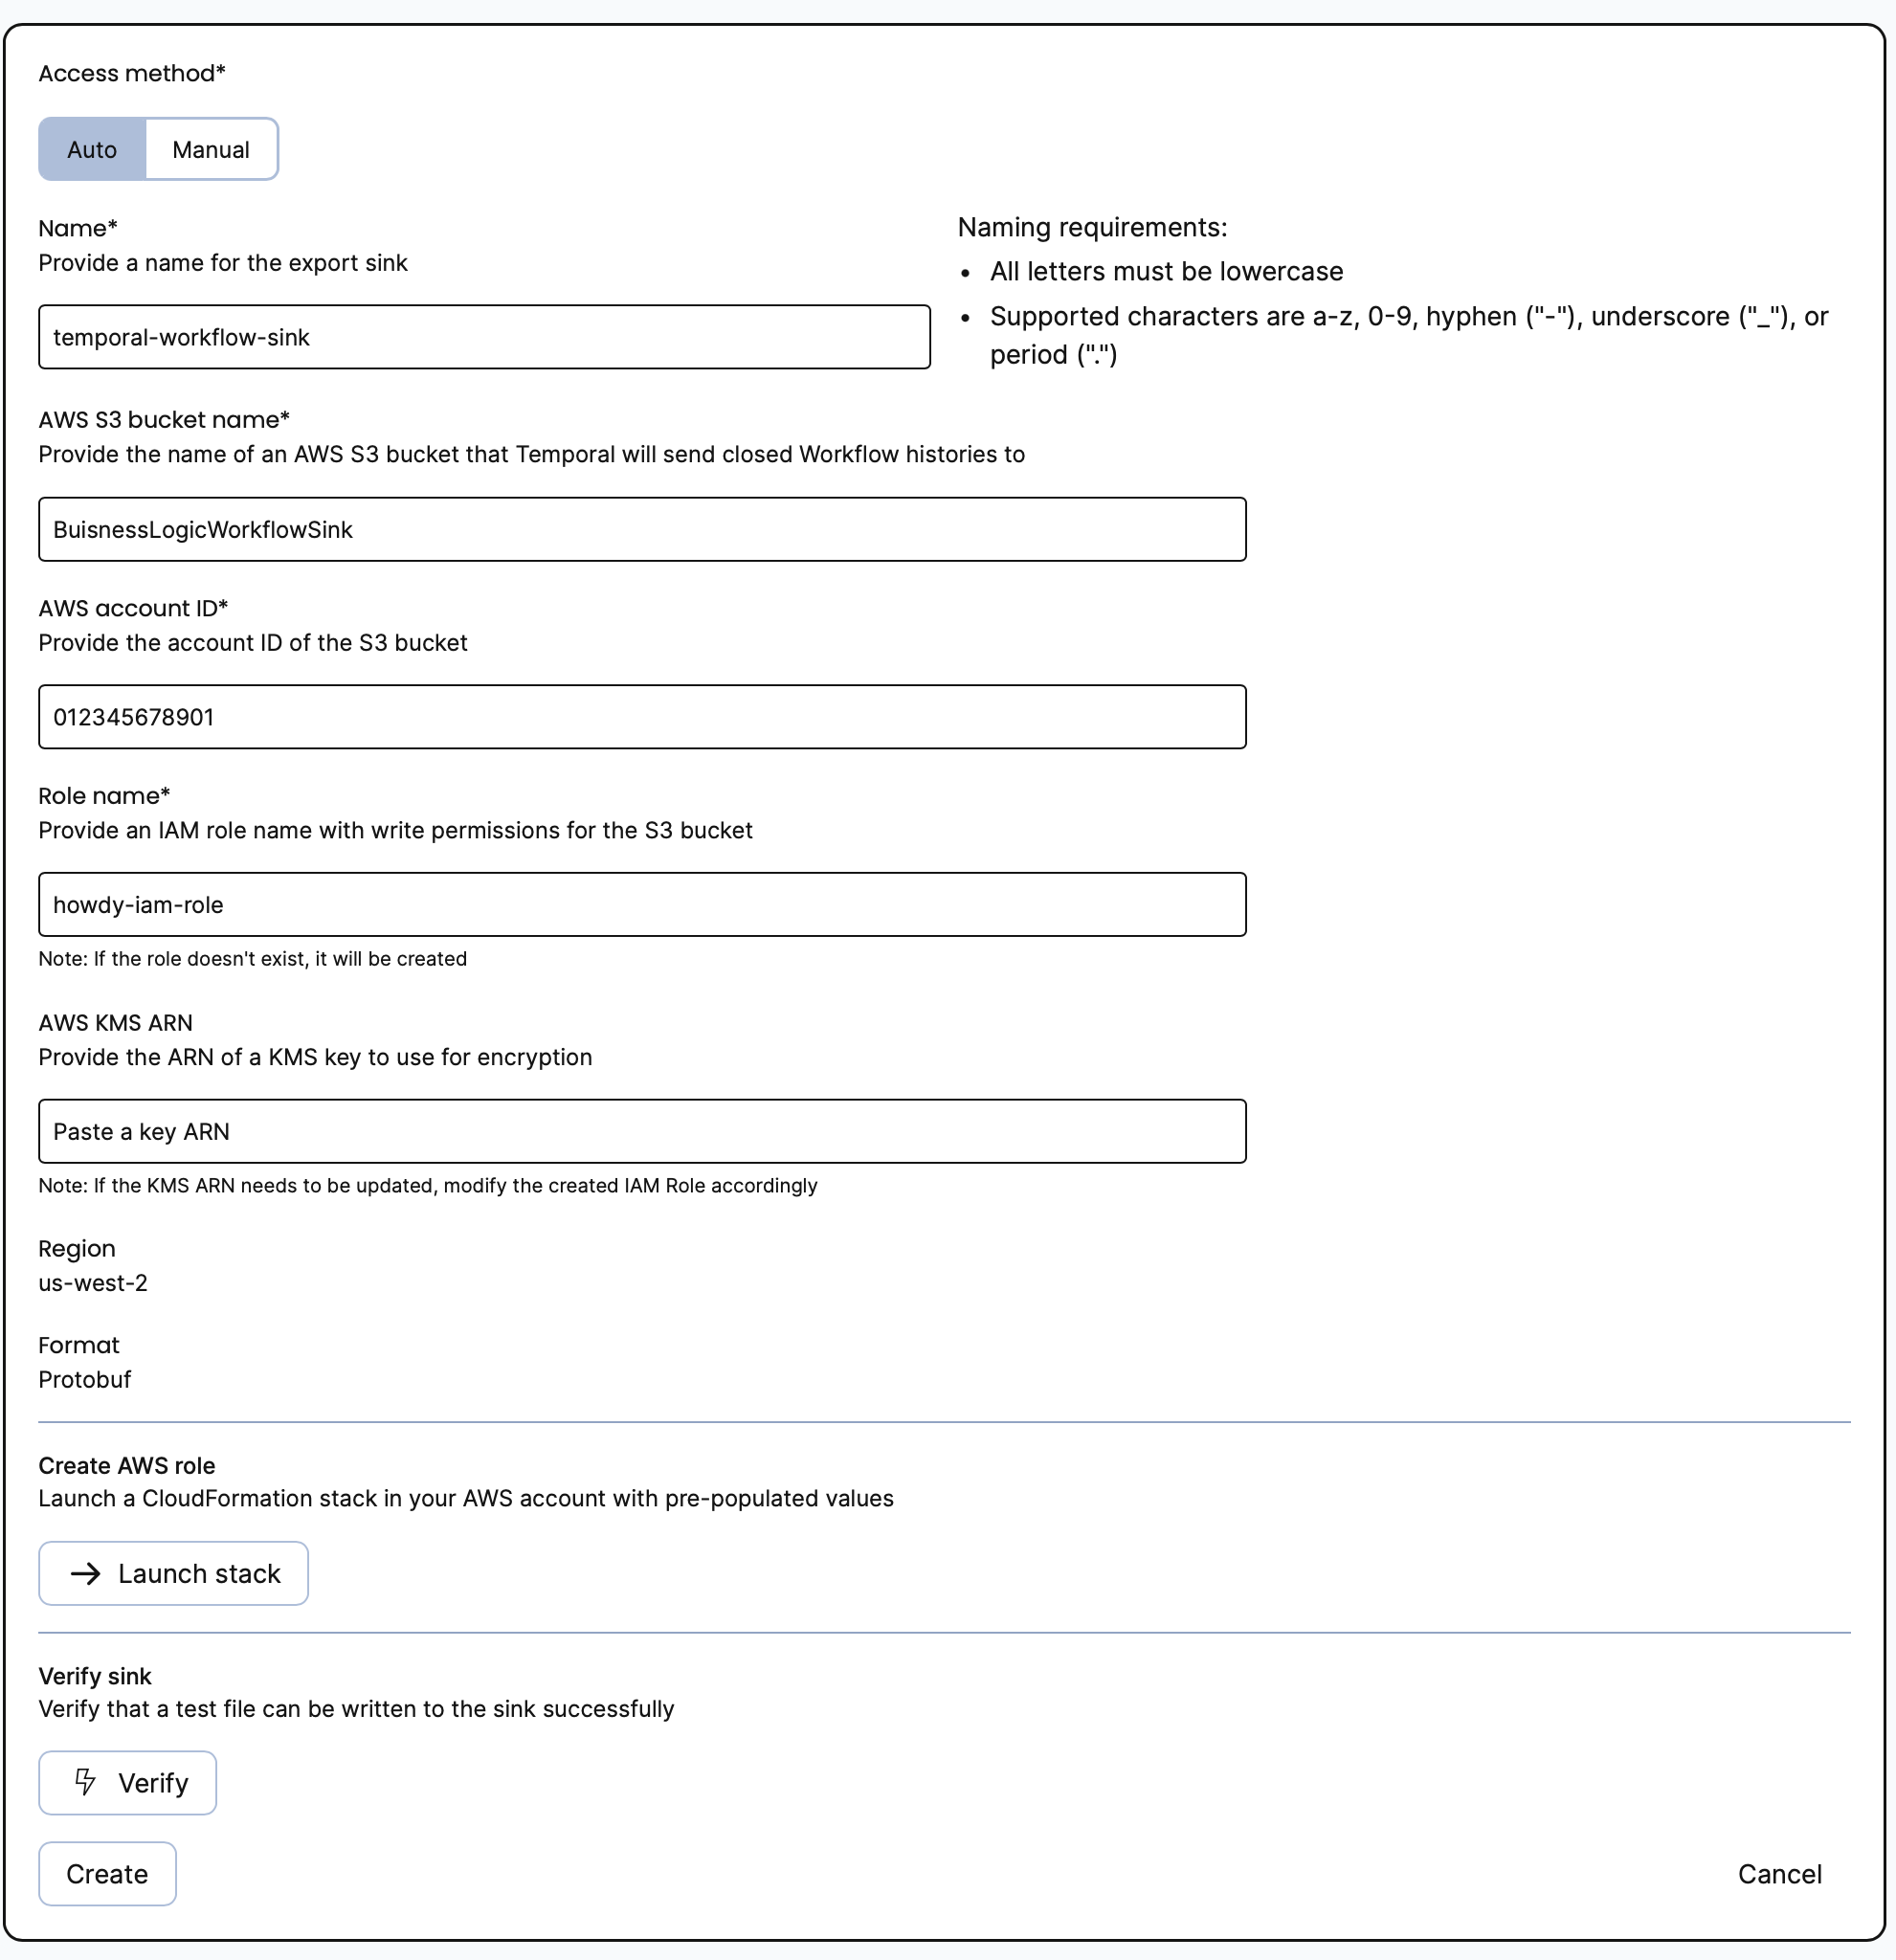 Access method*
Auto
Manual
Name*
Provide a name for the export sink
temporal-workflow-sink
Naming requirements:
• All letters must be lowercase
• Supported characters are a-z, 0-9, hyphen ("-"), underscore ("_"), or
period (".")
AWS S3 bucket name*
Provide the name of an AWS S3 bucket that Temporal will send closed Workflow histories to
BuisnessLogicWorkflowSink
AWS account ID*
Provide the account ID of the S3 bucket
012345678901
Role name*
Provide an IAM role name with write permissions for the S3 bucket
howdy-iam-role
Note: If the role doesn't exist, it will be created
AWS KMS ARN
Provide the ARN of a KMS key to use for encryption
Paste a key ARN
Note: If the KMS ARN needs to be updated, modify the created IAM Role accordingly
Region
us-west-2
Format
Protobuf
Create AWS role
Launch a CloudFormation stack in your AWS account with pre-populated values
Launch stack
Verify sink
Verify that a test file can be written to the sink successfully
Verify
Create
Cancel